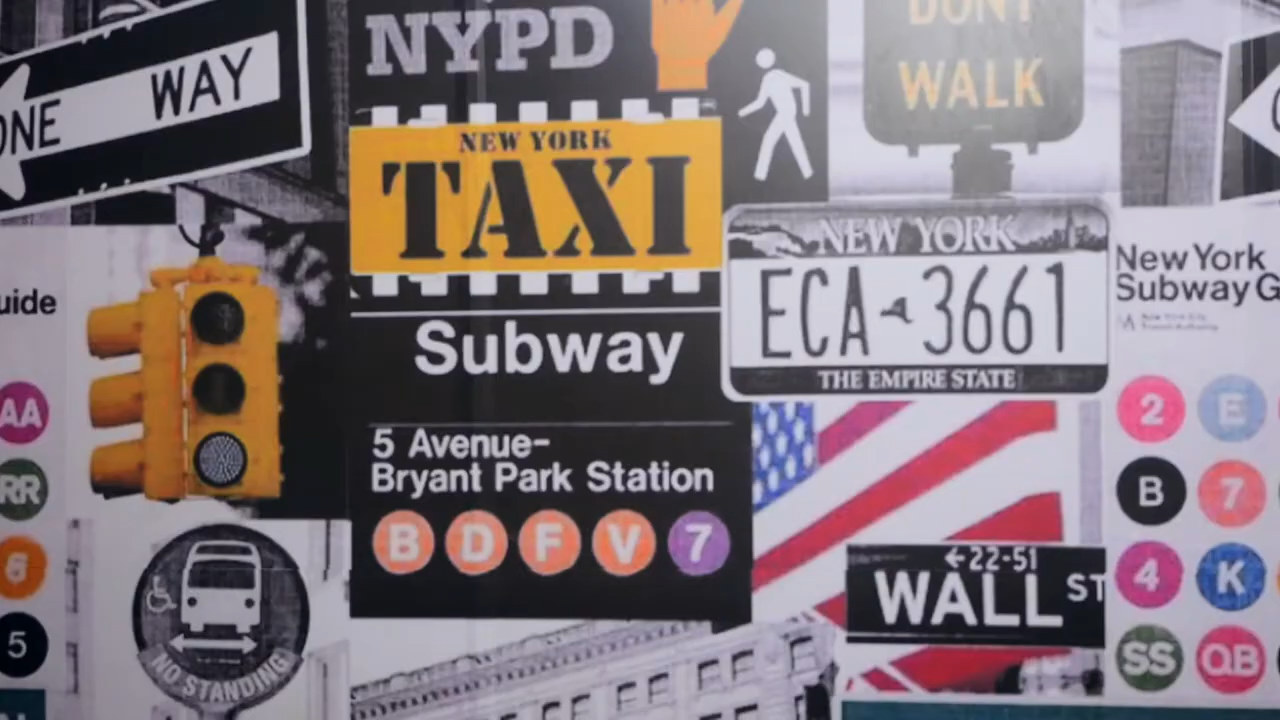 ONE WAY
NYPD
DONT
WALK
NEW YORK
TAXI
NEW YORK
ECA 3661
THE EMPIRE STATE
Subway
5 Avenue-
Bryant Park Station
B D F V 7
uide
AA
RR
6
5
NO STANDING
New York
Subway G
2 E
B 7
4 K
SS QB
←22-51
WALL ST